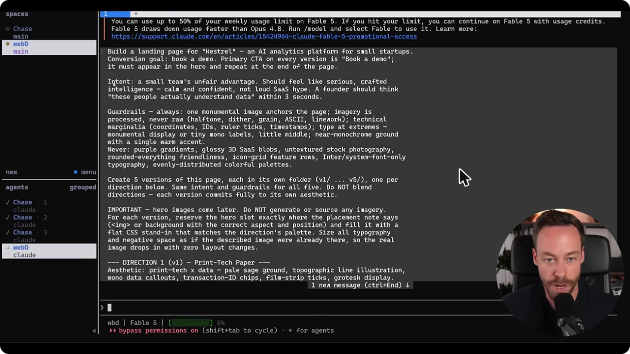 spaces
○ Chase
main
● webD
main
new
● menu
agents
grouped
✓ Chase 1
claude
✓ Chase 2
claude
✓ Chase 3
claude
webD
claude
«
1
+
You can use up to 50% of your weekly usage limit on Fable 5. If you hit your limit, you can continue on Fable 5 with usage credits.
Fable 5 draws down usage faster than Opus 4.8. Run /model and select Fable to use it. Learn more:
https://support.claude.com/en/articles/15424964-claude-fable-5-promotional-access
Build a landing page for "Kestrel" — an AI analytics platform for small startups.
Conversion goal: book a demo. Primary CTA on every version is "Book a demo";
it must appear in the hero and repeat at the end of the page.
Intent: a small team's unfair advantage. Should feel like serious, crafted
intelligence — calm and confident, not loud SaaS hype. A founder should think
"these people actually understand data" within 3 seconds.
Guardrails — always: one monumental image anchors the page; imagery is
processed, never raw (halftone, dither, grain, ASCII, linework); technical
marginalia (coordinates, IDs, ruler ticks, timestamps); type at extremes —
monumental display or tiny mono labels, little middle; near-monochrome ground
with a single warm accent.
Never: purple gradients, glossy 3D SaaS blobs, untextured stock photography,
rounded-everything friendliness, icon-grid feature rows, Inter/system-font-only
typography, evenly-distributed colorful palettes.
Create 5 versions of this page, each in its own folder (v1/ ... v5/), one per
direction below. Same intent and guardrails for all five. Do NOT blend
directions — each version commits fully to its own aesthetic.
IMPORTANT — hero images come later. Do NOT generate or source any imagery.
For each version, reserve the hero slot exactly where the placement note says
(<img> or background with the correct aspect and position) and fill it with a
flat CSS stand-in that matches the direction's palette. Size all typography
and negative space as if the described image were already there, so the real
image drops in with zero layout changes.
--- DIRECTION 1 (v1) — Print-Tech Paper ---
Aesthetic: print-tech x data — pale sage ground, topographic line illustration,
mono data callouts, transaction-ID chips, film-strip ticks, grotesk display.
1 new message (ctrl+End) ↓
❯
wbd | Fable 5 | [ ] 6%
▸▸ bypass permissions on (shift+tab to cycle) · ← for agents